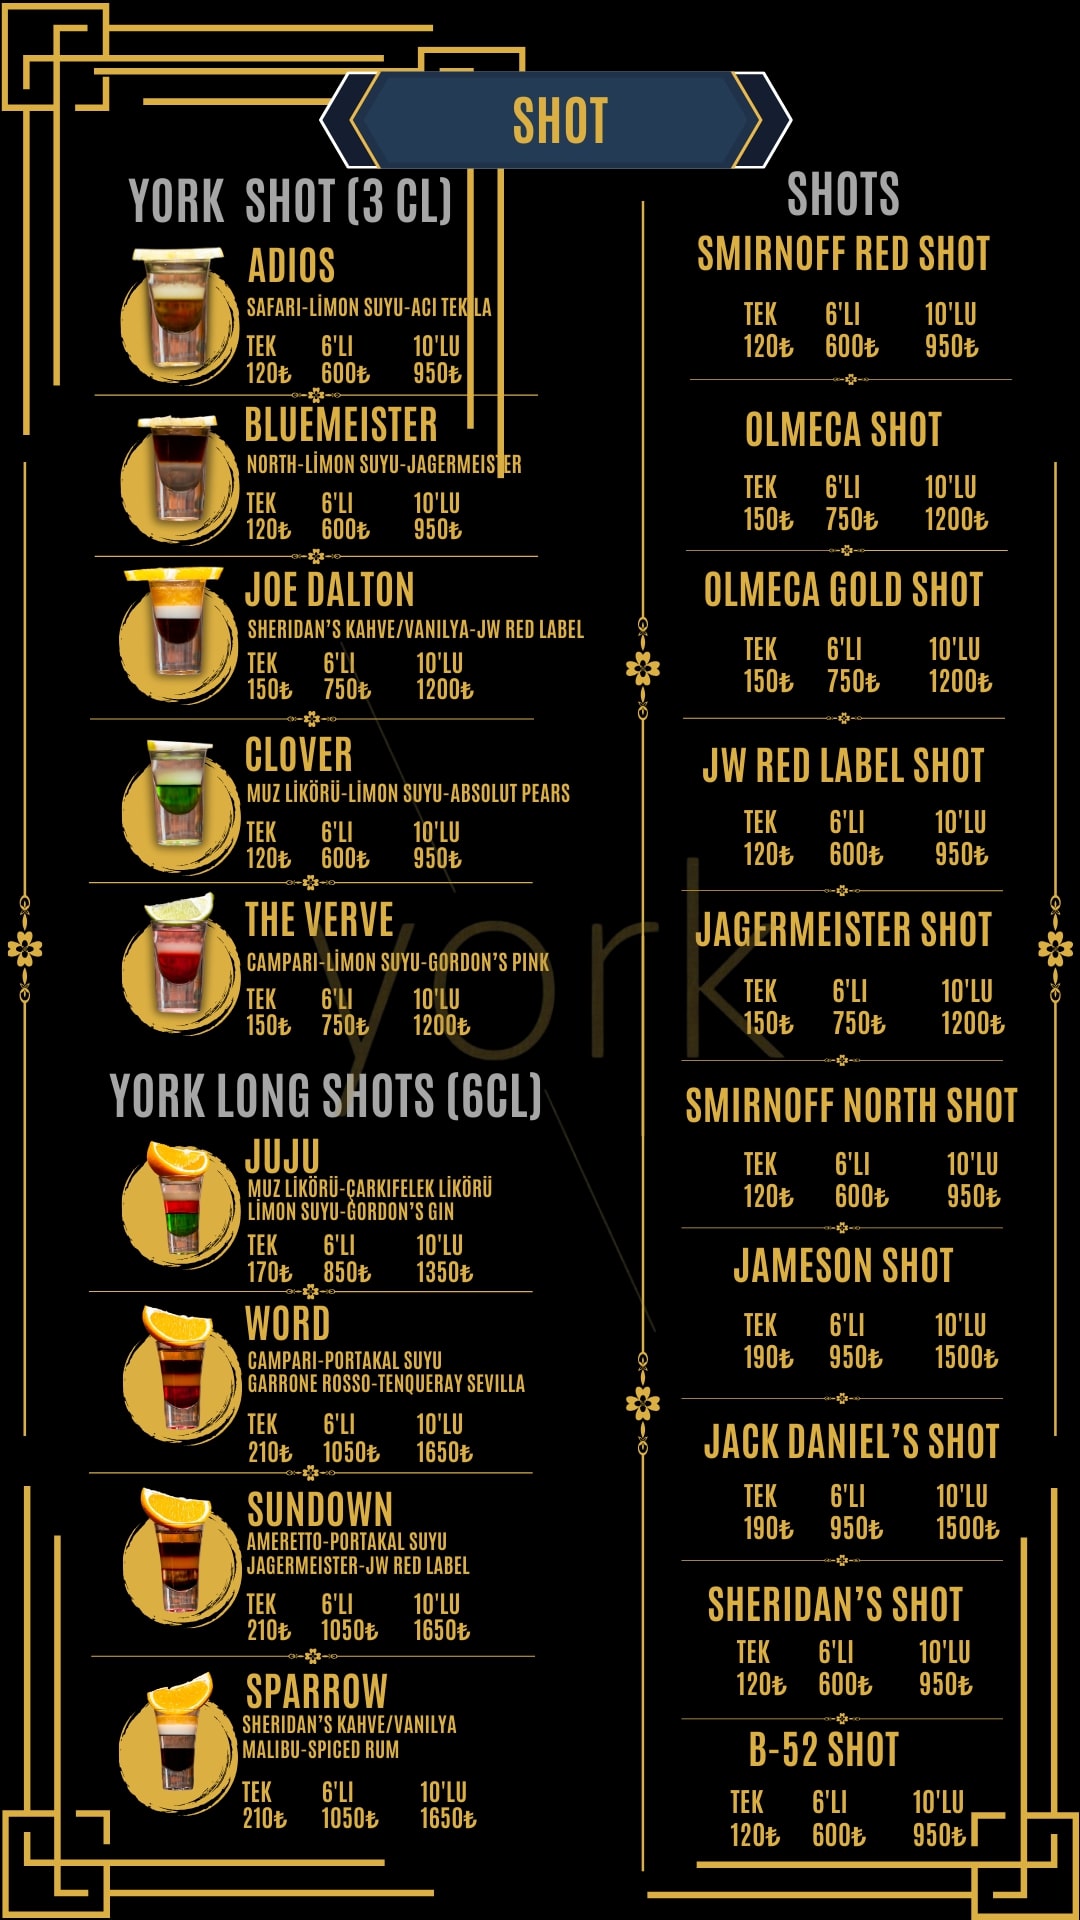 SHOT
YORK SHOT (3 CL)
ADIOS
SAFARI-LİMON SUYU-ACI TEKİLA
TEK 6'LI 10'LU
120₺ 600₺ 950₺
BLUEMEISTER
NORTH-LİMON SUYU-JAGERMEISTER
TEK 6'LI 10'LU
120₺ 600₺ 950₺
JOE DALTON
SHERIDAN’S KAHVE/VANILYA-JW RED LABEL
TEK 6'LI 10'LU
150₺ 750₺ 1200₺
CLOVER
MUZ LİKÖRÜ-LİMON SUYU-ABSOLUT PEARS
TEK 6'LI 10'LU
120₺ 600₺ 950₺
THE VERVE
CAMPARI-LİMON SUYU-GORDON’S PINK
TEK 6'LI 10'LU
150₺ 750₺ 1200₺
YORK LONG SHOTS (6CL)
JUJU
MUZ LİKÖRÜ-ÇARKIFELEK LİKÖRÜ
LİMON SUYU-GORDON’S GIN
TEK 6'LI 10'LU
170₺ 850₺ 1350₺
WORD
CAMPARI-PORTAKAL SUYU
GARRONE ROSSO-TENQUERAY SEVILLA
TEK 6'LI 10'LU
210₺ 1050₺ 1650₺
SUNDOWN
AMERETTO-PORTAKAL SUYU
JAGERMEISTER-JW RED LABEL
TEK 6'LI 10'LU
210₺ 1050₺ 1650₺
SPARROW
SHERIDAN’S KAHVE/VANILYA
MALIBU-SPICED RUM
TEK 6'LI 10'LU
210₺ 1050₺ 1650₺
SHOTS
SMIRNOFF RED SHOT
TEK 6'LI 10'LU
120₺ 600₺ 950₺
OLMECA SHOT
TEK 6'LI 10'LU
150₺ 750₺ 1200₺
OLMECA GOLD SHOT
TEK 6'LI 10'LU
150₺ 750₺ 1200₺
JW RED LABEL SHOT
TEK 6'LI 10'LU
120₺ 600₺ 950₺
JAGERMEISTER SHOT
TEK 6'LI 10'LU
150₺ 750₺ 1200₺
SMIRNOFF NORTH SHOT
TEK 6'LI 10'LU
120₺ 600₺ 950₺
JAMESON SHOT
TEK 6'LI 10'LU
190₺ 950₺ 1500₺
JACK DANIEL’S SHOT
TEK 6'LI 10'LU
190₺ 950₺ 1500₺
SHERIDAN’S SHOT
TEK 6'LI 10'LU
120₺ 600₺ 950₺
B-52 SHOT
TEK 6'LI 10'LU
120₺ 600₺ 950₺
york